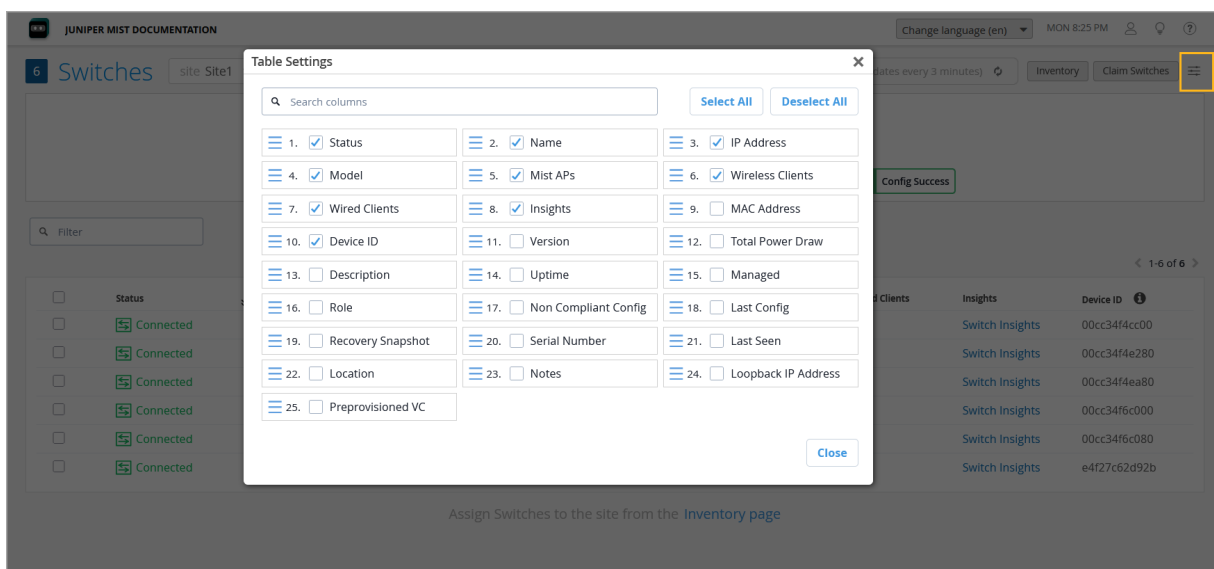 JUNIPER MIST DOCUMENTATION
Change language (en)
MON 8:25 PM
6 Switches
site Site1
dates every 3 minutes)
Inventory
Claim Switches
Table Settings
Search columns
Select All
Deselect All
1. Status
2. Name
3. IP Address
4. Model
5. Mist APs
6. Wireless Clients
Config Success
7. Wired Clients
8. Insights
9. MAC Address
Filter
10. Device ID
11. Version
12. Total Power Draw
13. Description
14. Uptime
15. Managed
1-6 of 6
16. Role
17. Non Compliant Config
18. Last Config
19. Recovery Snapshot
20. Serial Number
21. Last Seen
22. Location
23. Notes
24. Loopback IP Address
25. Preprovisioned VC
Close
Status
d Clients
Insights
Device ID
Connected
Switch Insights
00cc34f4cc00
Connected
Switch Insights
00cc34f4e280
Connected
Switch Insights
00cc34f4ea80
Connected
Switch Insights
00cc34f6c000
Connected
Switch Insights
00cc34f6c080
Connected
Switch Insights
e4f27c62d92b
Assign Switches to the site from the Inventory page